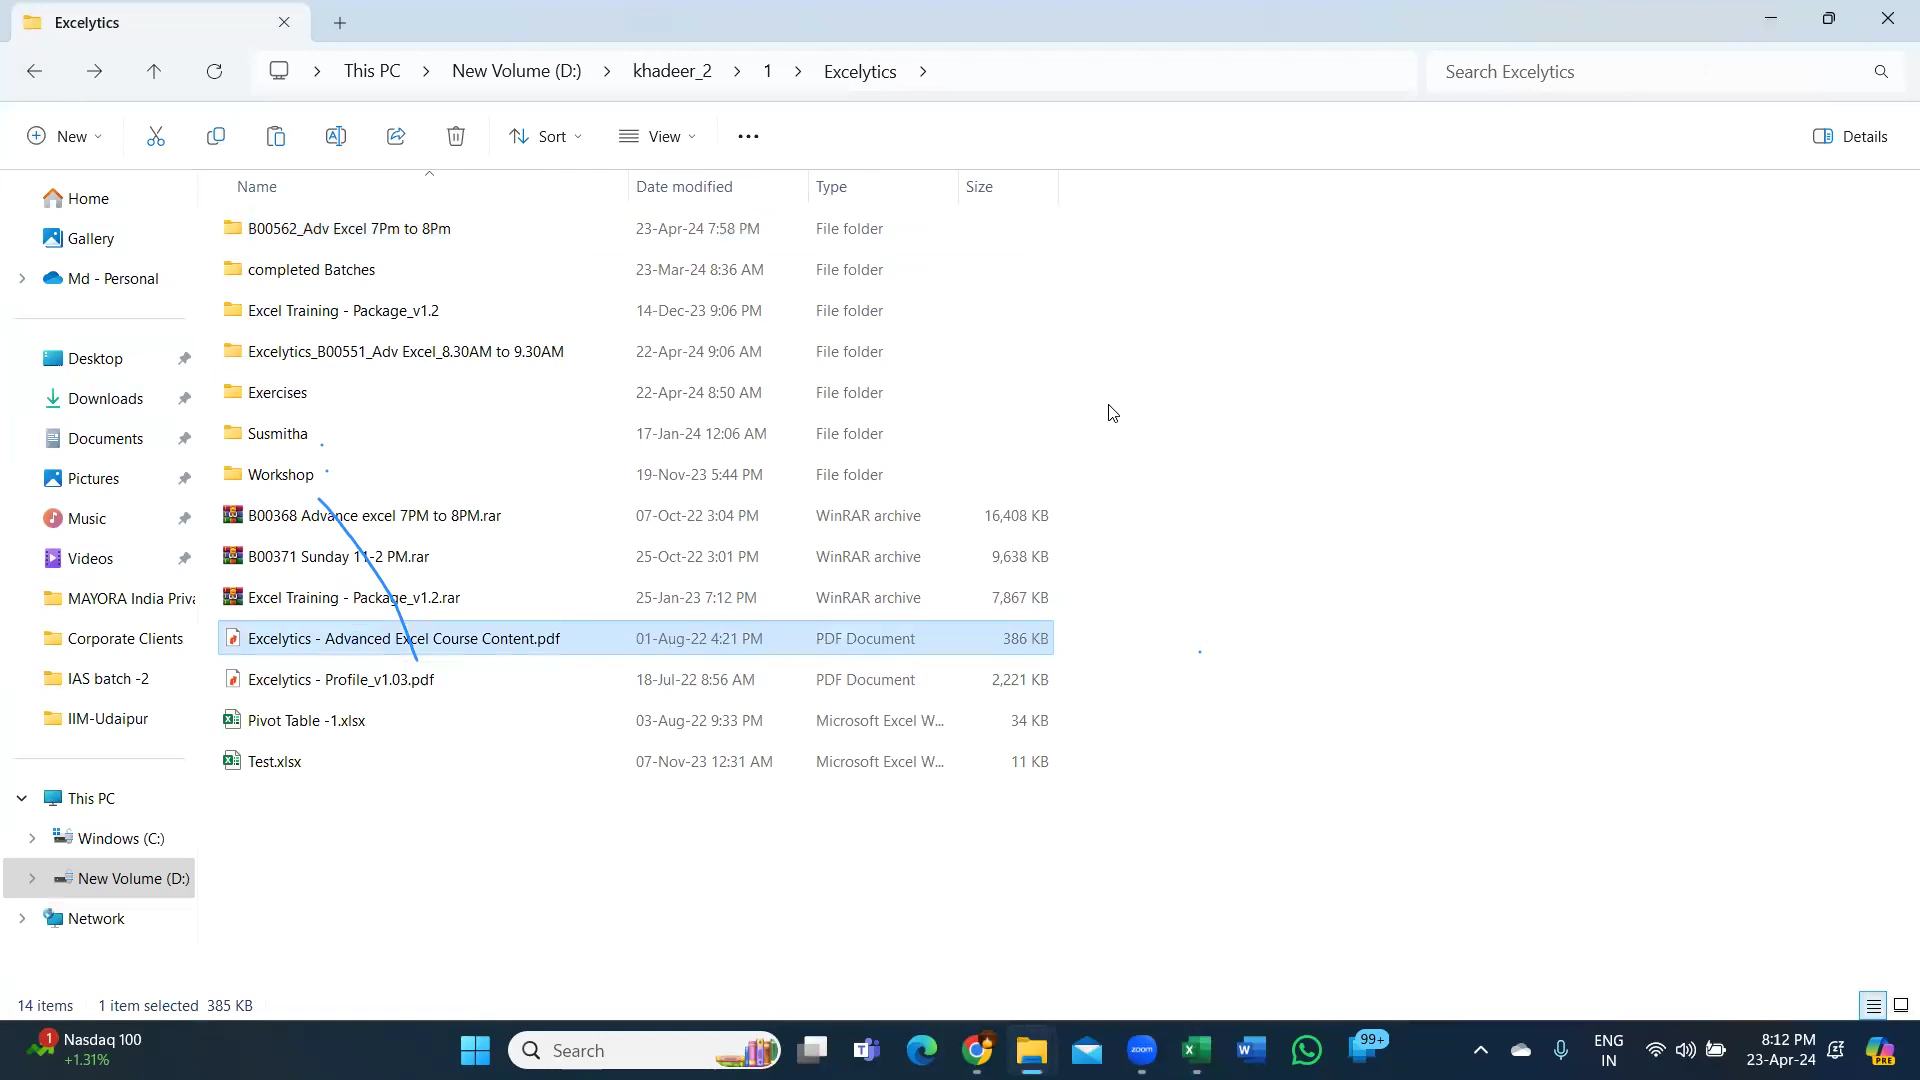 Excelytics
This PC > New Volume (D:) > khadeer_2 > 1 > Excelytics >
Search Excelytics
New
Sort
View
Details
Name Date modified Type Size
Home
Gallery
Md - Personal
Desktop
Downloads
Documents
Pictures
Music
Videos
MAYORA India Priva
Corporate Clients
IAS batch -2
IIM-Udaipur
This PC
Windows (C:)
New Volume (D:)
Network
B00562_Adv Excel 7Pm to 8Pm 23-Apr-24 7:58 PM File folder
completed Batches 23-Mar-24 8:36 AM File folder
Excel Training - Package_v1.2 14-Dec-23 9:06 PM File folder
Excelytics_B00551_Adv Excel_8.30AM to 9.30AM 22-Apr-24 9:06 AM File folder
Exercises 22-Apr-24 8:50 AM File folder
Susmitha 17-Jan-24 12:06 AM File folder
Workshop 19-Nov-23 5:44 PM File folder
B00368 Advance excel 7PM to 8PM.rar 07-Oct-22 3:04 PM WinRAR archive 16,408 KB
B00371 Sunday 11-2 PM.rar 25-Oct-22 3:01 PM WinRAR archive 9,638 KB
Excel Training - Package_v1.2.rar 25-Jan-23 7:12 PM WinRAR archive 7,867 KB
Excelytics - Advanced Excel Course Content.pdf 01-Aug-22 4:21 PM PDF Document 386 KB
Excelytics - Profile_v1.03.pdf 18-Jul-22 8:56 AM PDF Document 2,221 KB
Pivot Table -1.xlsx 03-Aug-22 9:33 PM Microsoft Excel W... 34 KB
Test.xlsx 07-Nov-23 12:31 AM Microsoft Excel W... 11 KB
14 items 1 item selected 385 KB
1 Nasdaq 100
+1.31%
Search
zoom
99+
ENG
IN
8:12 PM
23-Apr-24
PRE